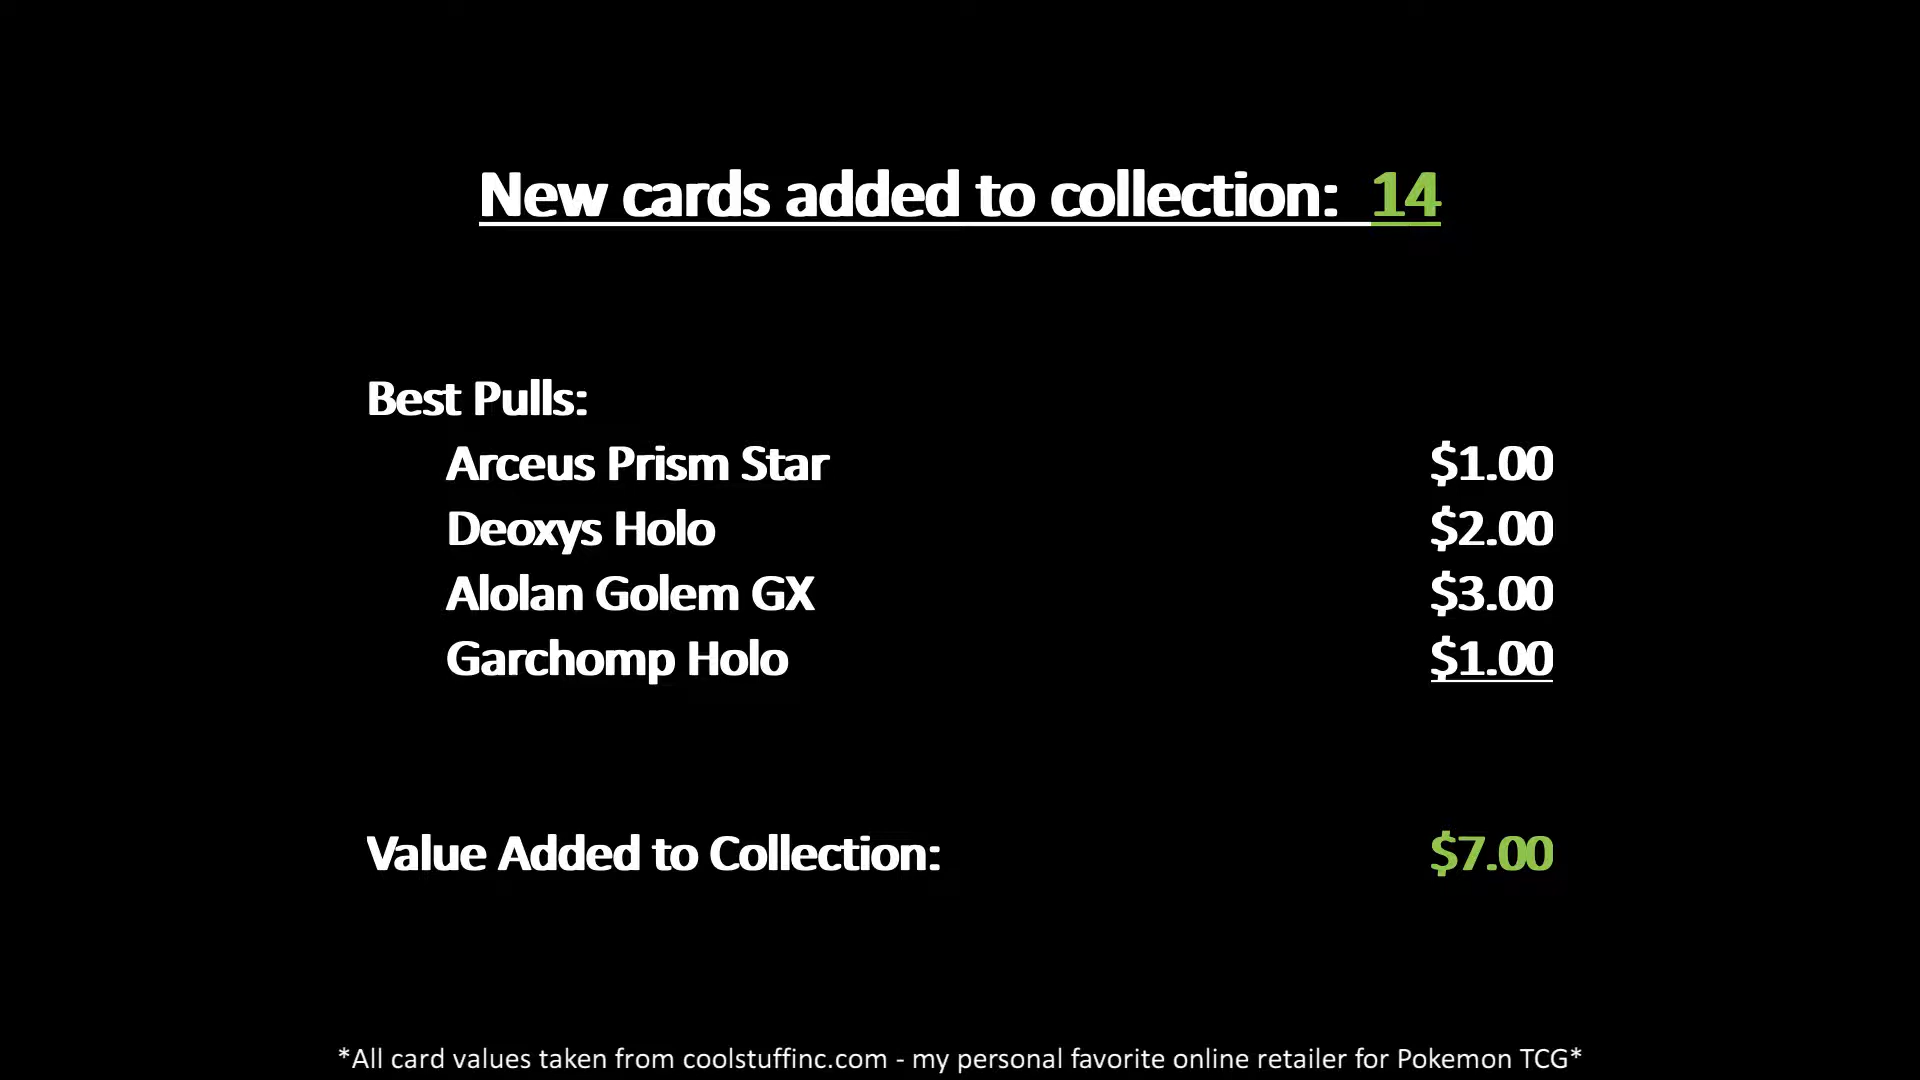 New cards added to collection: 14
Best Pulls:
Arceus Prism Star $1.00
Deoxys Holo $2.00
Alolan Golem GX $3.00
Garchomp Holo $1.00
Value Added to Collection: $7.00
*All card values taken from coolstuffinc.com - my personal favorite online retailer for Pokemon TCG*